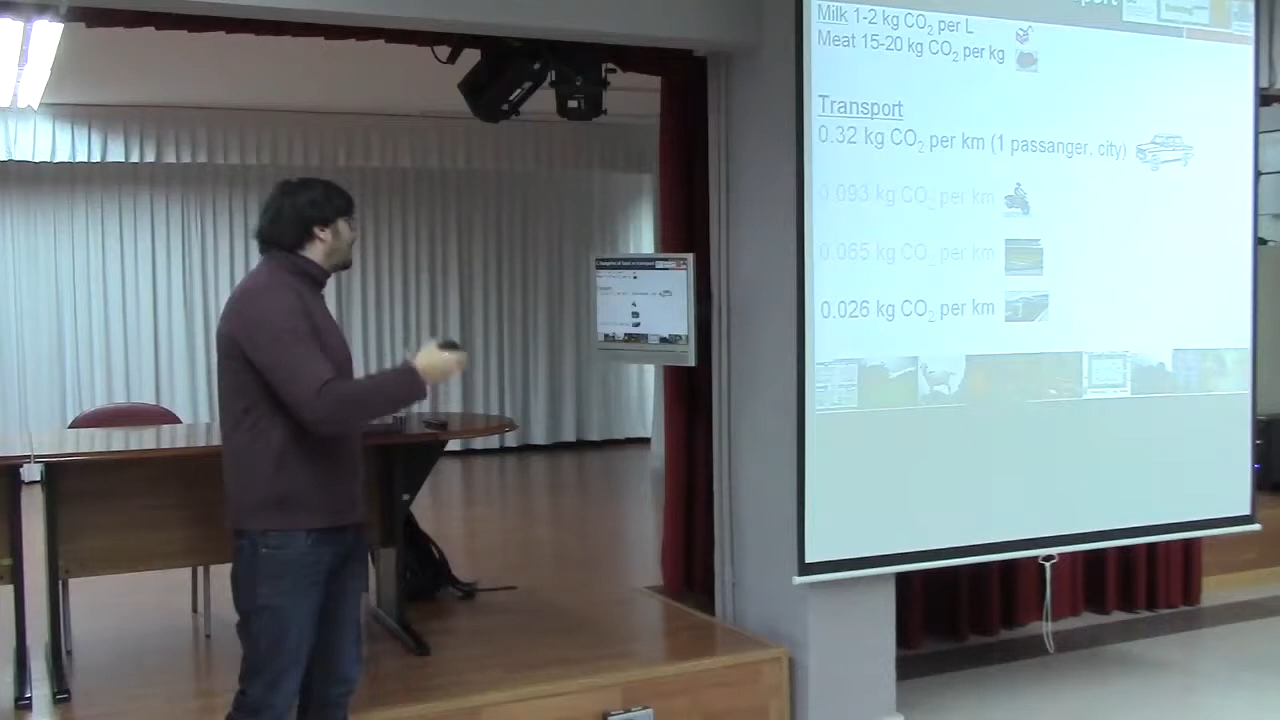 port
Milk 1-2 kg CO2 per L
Meat 15-20 kg CO2 per kg
Transport
0.32 kg CO2 per km (1 passanger, city)
0.093 kg CO2 per km
0.065 kg CO2 per km
0.026 kg CO2 per km